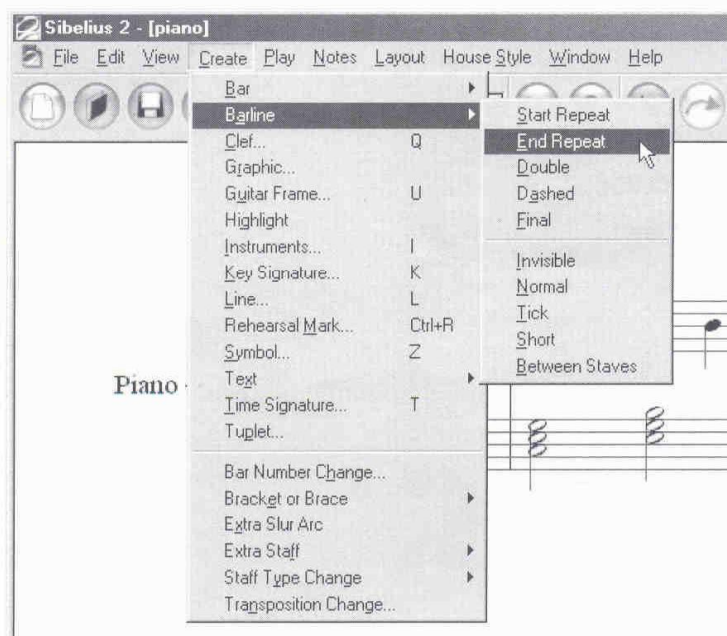 Sibelius 2 - [piano]
File Edit View Create Play Notes Layout House Style Window Help
Bar
Barline
Clef... Q
Graphic...
Guitar Frame... U
Highlight
Instruments... I
Key Signature... K
Line... L
Rehearsal Mark... Ctrl+R
Symbol... Z
Text
Time Signature... T
Tuplet...
Bar Number Change...
Bracket or Brace
Extra Slur Arc
Extra Staff
Staff Type Change
Transposition Change...
Start Repeat
End Repeat
Double
Dashed
Final
Invisible
Normal
Tick
Short
Between Staves
Piano